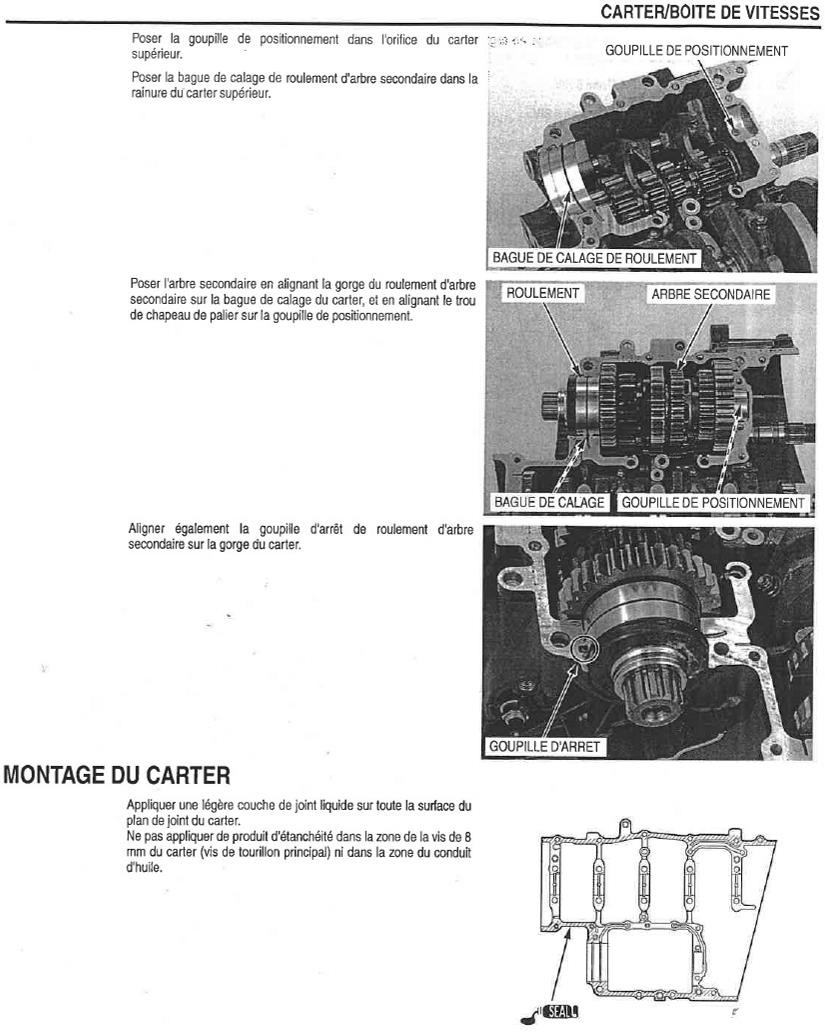 CARTER/BOITE DE VITESSES
Poser la goupille de positionnement dans l'orifice du carter
supérieur.
Poser la bague de calage de roulement d'arbre secondaire dans la
rainure du carter supérieur.
GOUPILLE DE POSITIONNEMENT
BAGUE DE CALAGE DE ROULEMENT
Poser l'arbre secondaire en alignant la gorge du roulement d'arbre
secondaire sur la bague de calage du carter, et en alignant le trou
de chapeau de palier sur la goupille de positionnement.
ROULEMENT
ARBRE SECONDAIRE
BAGUE DE CALAGE
GOUPILLE DE POSITIONNEMENT
Aligner également la goupille d'arrêt de roulement d'arbre
secondaire sur la gorge du carter.
GOUPILLE D'ARRET
MONTAGE DU CARTER
Appliquer une légère couche de joint liquide sur toute la surface du
plan de joint du carter.
Ne pas appliquer de produit d'étanchéité dans la zone de la vis de 8
mm du carter (vis de tourillon principal) ni dans la zone du conduit
d'huile.
SEAL